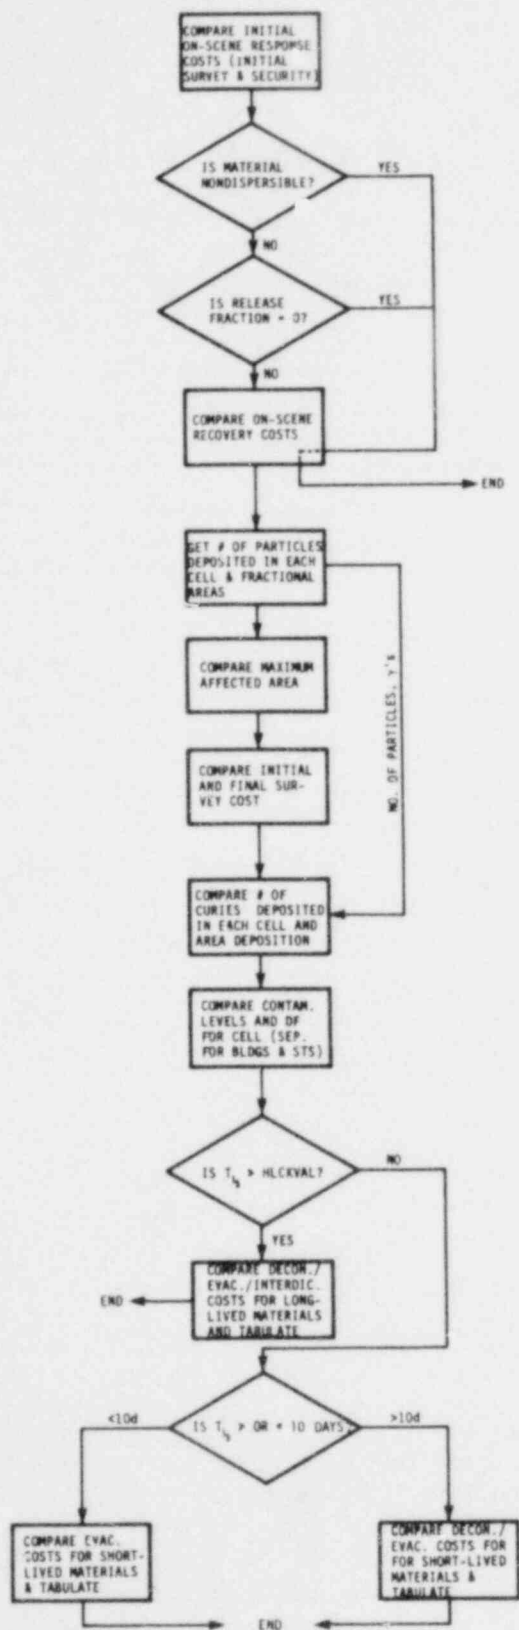 COMPARE INITIAL
ON-SCENE RESPONSE
COSTS (INITIAL
SURVET & SECURITY)
IS MATERIAL
NONDISPERSIBLE?
YES
NO
IS RELEASE
FRACTION = 0?
YES
NO
COMPARE ON-SCENE
RECOVERY COSTS
END
GET # OF PARTICLES
DEPOSITED IN EACH
CELL & FRACTIONAL
AREAS
COMPARE MAXIMUM
AFFECTED AREA
NO. OF PARTICLES, Y'S
COMPARE INITIAL
AND FINAL SUR-
VEY COST
COMPARE # OF
CURIES DEPOSITED
IN EACH CELL AND
AREA DEPOSITION
COMPARE CONTAM.
LEVELS AND DF
FOR CELL (SEP.
FOR BLDGS & STS)
IS T½ > HLCKVAL?
NO
YES
COMPARE DECON./
EVAC./INTERDIC.
COSTS FOR LONG-
LIVED MATERIALS
AND TABULATE
END
<10d
IS T½ > OR < 10 DAYS
>10d
COMPARE EVAC.
COSTS FOR SHORT-
LIVED MATERIALS
& TABULATE
COMPARE DECON./
EVAC. COSTS FOR
FOR SHORT-LIVED
MATERIALS &
TABULATE
END